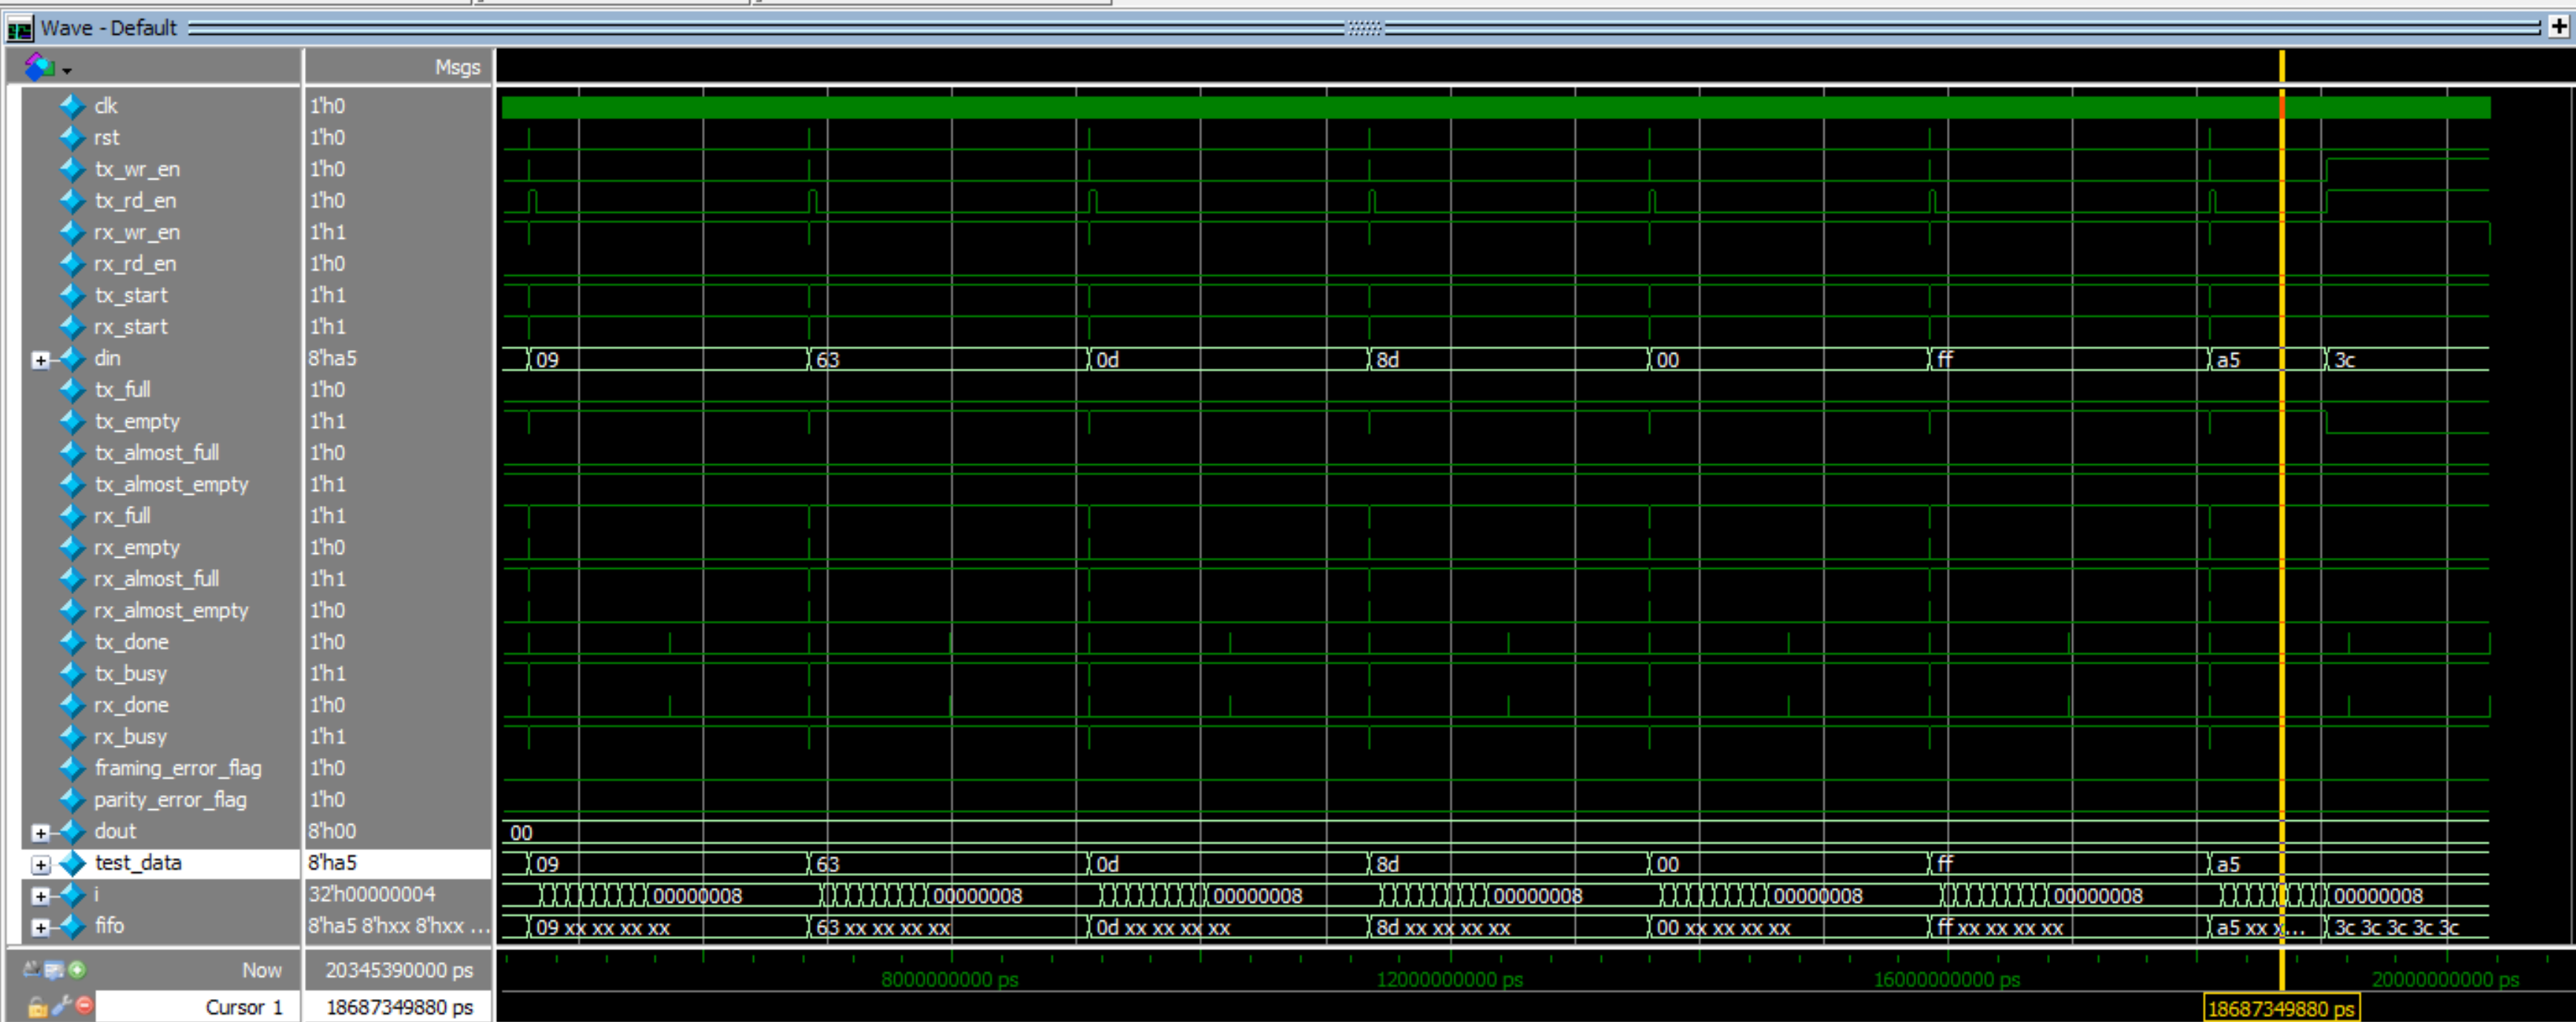 Wave - Default
Msgs
clk 1'h0
rst 1'h0
tx_wr_en 1'h0
tx_rd_en 1'h0
rx_wr_en 1'h1
rx_rd_en 1'h0
tx_start 1'h1
rx_start 1'h1
din 8'ha5 09 63 0d 8d 00 ff a5 3c
tx_full 1'h0
tx_empty 1'h1
tx_almost_full 1'h0
tx_almost_empty 1'h1
rx_full 1'h1
rx_empty 1'h0
rx_almost_full 1'h1
rx_almost_empty 1'h0
tx_done 1'h0
tx_busy 1'h1
rx_done 1'h0
rx_busy 1'h1
framing_error_flag 1'h0
parity_error_flag 1'h0
dout 8'h00 00
test_data 8'ha5 09 63 0d 8d 00 ff a5
i 32'h00000004 00000008 00000008 00000008 00000008 00000008 00000008 00000008
fifo 8'ha5 8'hxx 8'hxx ... 09 xx xx xx xx 63 xx xx xx xx 0d xx xx xx xx 8d xx xx xx xx 00 xx xx xx xx ff xx xx xx xx a5 xx x... 3c 3c 3c 3c 3c
Now 20345390000 ps 8000000000 ps 12000000000 ps 16000000000 ps 20000000000 ps
Cursor 1 18687349880 ps 18687349880 ps